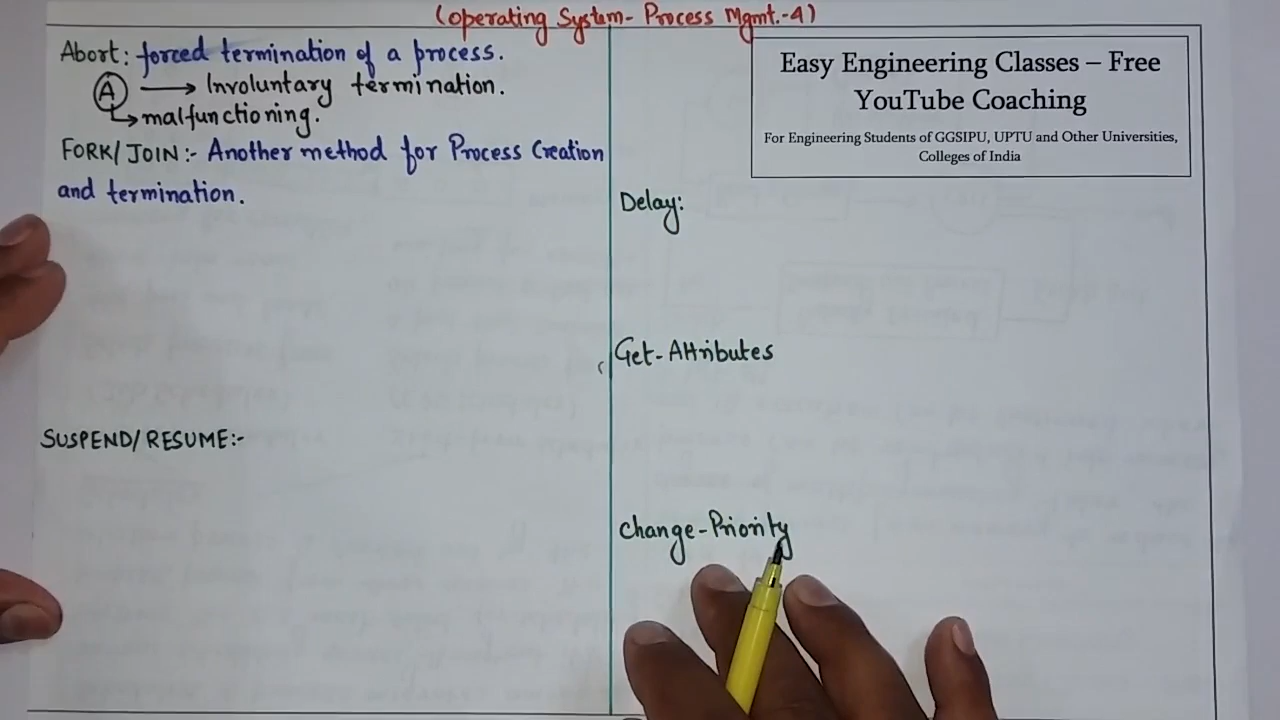 (Operating System- Process Mgmt.-4)
Abort: forced termination of a process.
A → Involuntary termination.
↳ malfunctioning.
FORK/JOIN:- Another method for Process Creation
and termination.
SUSPEND/RESUME:-
Easy Engineering Classes – Free
YouTube Coaching
For Engineering Students of GGSIPU, UPTU and Other Universities,
Colleges of India
Delay:
Get-Attributes
Change-Priority